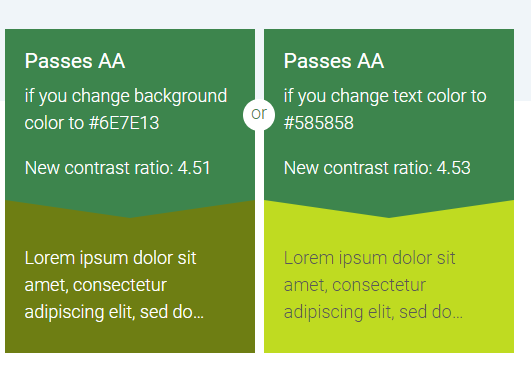 Passes AA
if you change background
color to #6E7E13
New contrast ratio: 4.51
Lorem ipsum dolor sit
amet, consectetur
adipiscing elit, sed do...
or
Passes AA
if you change text color to
#585858
New contrast ratio: 4.53
Lorem ipsum dolor sit
amet, consectetur
adipiscing elit, sed do...